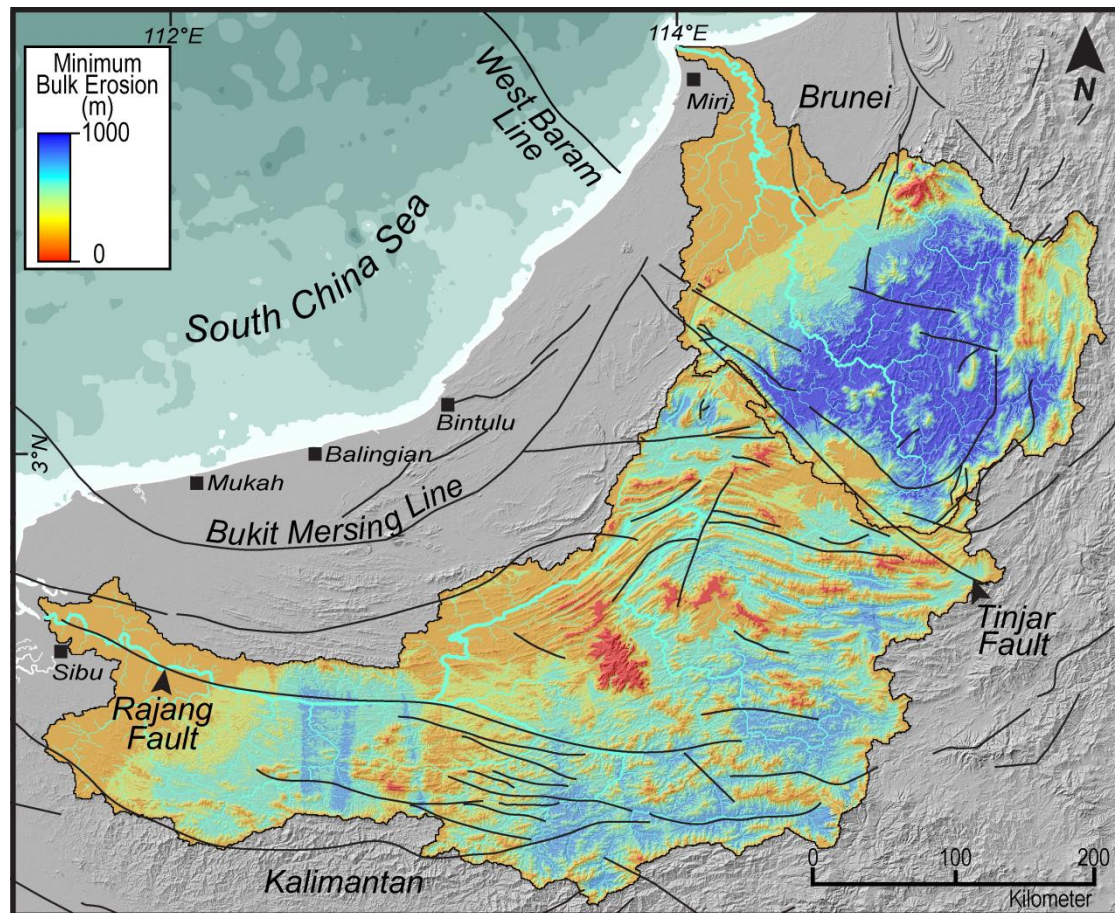 112°E
114°E
Minimum
Bulk Erosion
(m)
1000
0
West Baram
Line
Miri
Brunei
N
South China Sea
3°N
Bintulu
Balingian
Mukah
Bukit Mersing Line
Sibu
Rajang
Fault
Tinjar
Fault
Kalimantan
0 100 200
Kilometer